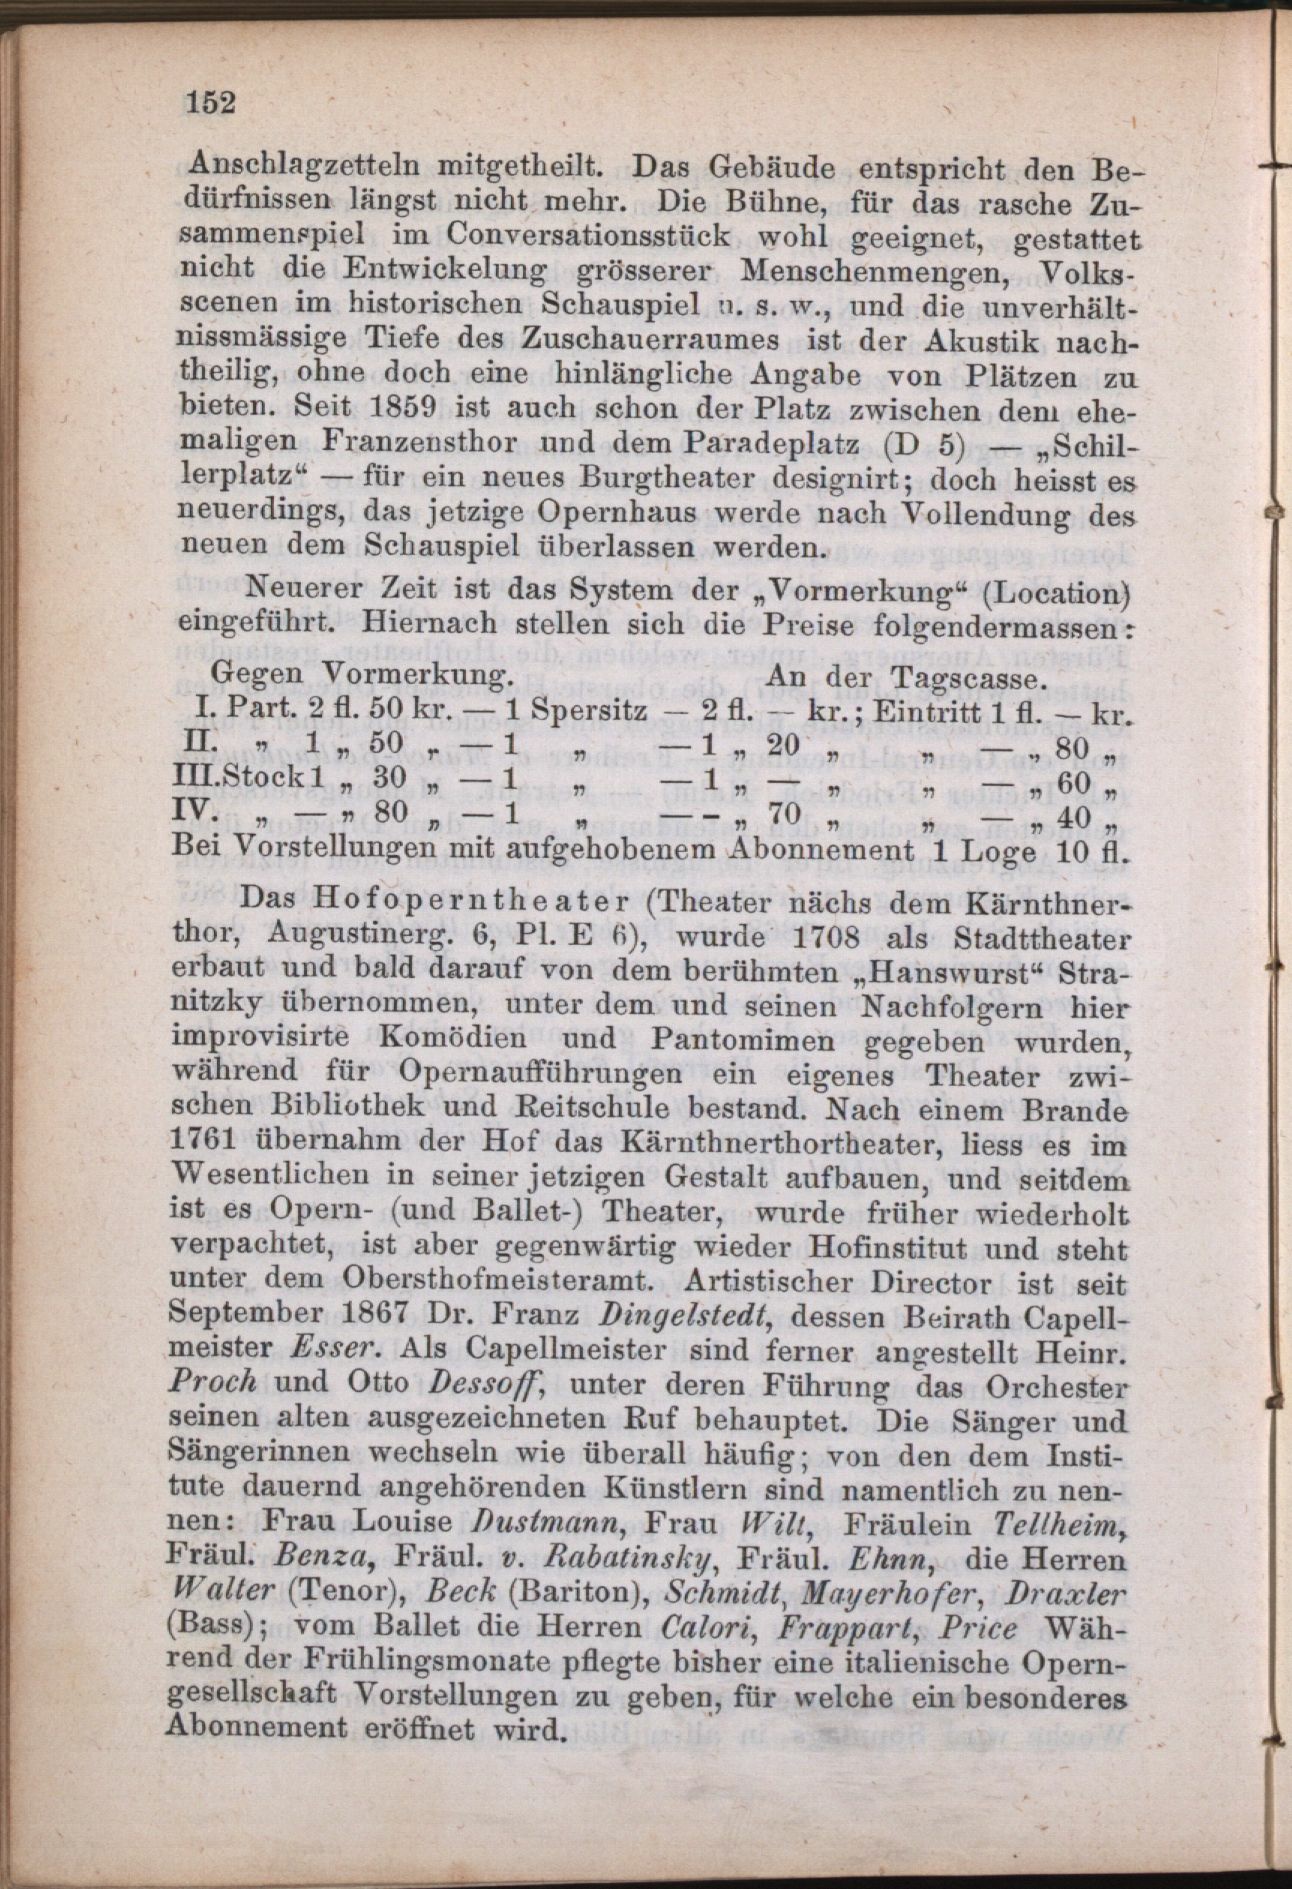 152
Anschlagzetteln mitgetheilt. Das Gebäude entspricht den Be-
dürfnissen längst nicht mehr. Die Bühne, für das rasche Zu-
sammenspiel im Conversationsstück wohl geeignet, gestattet
nicht die Entwickelung grösserer Menschenmengen, Volks-
scenen im historischen Schauspiel u. s. w., und die unverhält-
nissmässige Tiefe des Zuschauerraumes ist der Akustik nach-
theilig, ohne doch eine hinlängliche Angabe von Plätzen zu
bieten. Seit 1859 ist auch schon der Platz zwischen dem ehe-
maligen Franzensthor und dem Paradeplatz (D 5) — „Schil-
lerplatz“ — für ein neues Burgtheater designirt; doch heisst es
neuerdings, das jetzige Opernhaus werde nach Vollendung des
neuen dem Schauspiel überlassen werden.
Neuerer Zeit ist das System der „Vormerkung“ (Location)
eingeführt. Hiernach stellen sich die Preise folgendermassen:
Gegen Vormerkung. An der Tagscasse.
I. Part. 2 fl. 50 kr. — 1 Spersitz — 2 fl. — kr.; Eintritt 1 fl. — kr.
II. „ 1 „ 50 „ — 1 „ — 1 „ 20 „ „ — „ 80 „
III. Stock 1 „ 30 „ — 1 „ — 1 „ — „ „ — „ 60 „
IV. „ — „ 80 „ — 1 „ — - „ 70 „ „ — „ 40 „
Bei Vorstellungen mit aufgehobenem Abonnement 1 Loge 10 fl.
Das Hofoperntheater (Theater nächs dem Kärnthner-
thor, Augustinerg. 6, Pl. E 6), wurde 1708 als Stadttheater
erbaut und bald darauf von dem berühmten „Hanswurst“ Stra-
nitzky übernommen, unter dem und seinen Nachfolgern hier
improvisirte Komödien und Pantomimen gegeben wurden,
während für Opernaufführungen ein eigenes Theater zwi-
schen Bibliothek und Reitschule bestand. Nach einem Brande
1761 übernahm der Hof das Kärnthnerthortheater, liess es im
Wesentlichen in seiner jetzigen Gestalt aufbauen, und seitdem
ist es Opern- (und Ballet-) Theater, wurde früher wiederholt
verpachtet, ist aber gegenwärtig wieder Hofinstitut und steht
unter dem Obersthofmeisteramt. Artistischer Director ist seit
September 1867 Dr. Franz Dingelstedt, dessen Beirath Capell-
meister Esser. Als Capellmeister sind ferner angestellt Heinr.
Proch und Otto Dessoff, unter deren Führung das Orchester
seinen alten ausgezeichneten Ruf behauptet. Die Sänger und
Sängerinnen wechseln wie überall häufig; von den dem Insti-
tute dauernd angehörenden Künstlern sind namentlich zu nen-
nen: Frau Louise Dustmann, Frau Wilt, Fräulein Tellheim,
Fräul. Benza, Fräul. v. Rabatinsky, Fräul. Ehnn, die Herren
Walter (Tenor), Beck (Bariton), Schmidt, Mayerhofer, Draxler
(Bass); vom Ballet die Herren Calori, Frappart, Price Wäh-
rend der Frühlingsmonate pflegte bisher eine italienische Opern-
gesellschaft Vorstellungen zu geben, für welche ein besonderes
Abonnement eröffnet wird.